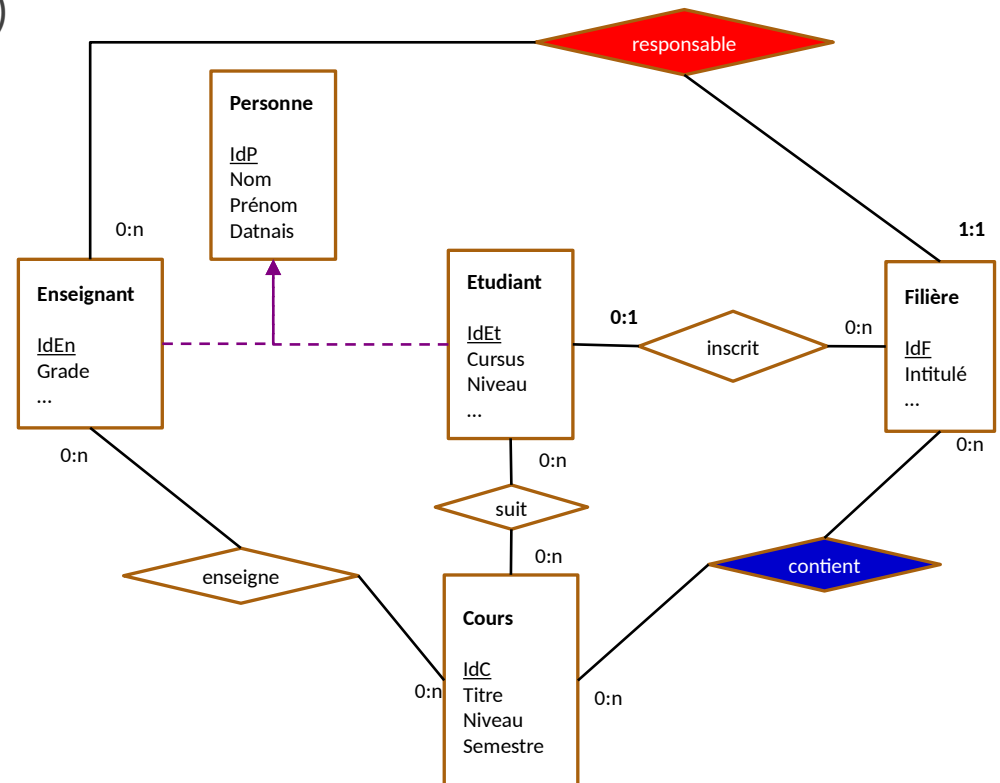 )
responsable
Personne
IdP
Nom
Prénom
Datnais
0:n
1:1
Enseignant
IdEn
Grade
...
Etudiant
IdEt
Cursus
Niveau
...
0:1
inscrit
0:n
Filière
IdF
Intitulé
...
0:n
0:n
suit
0:n
0:n
enseigne
contient
Cours
IdC
Titre
Niveau
Semestre
0:n
0:n